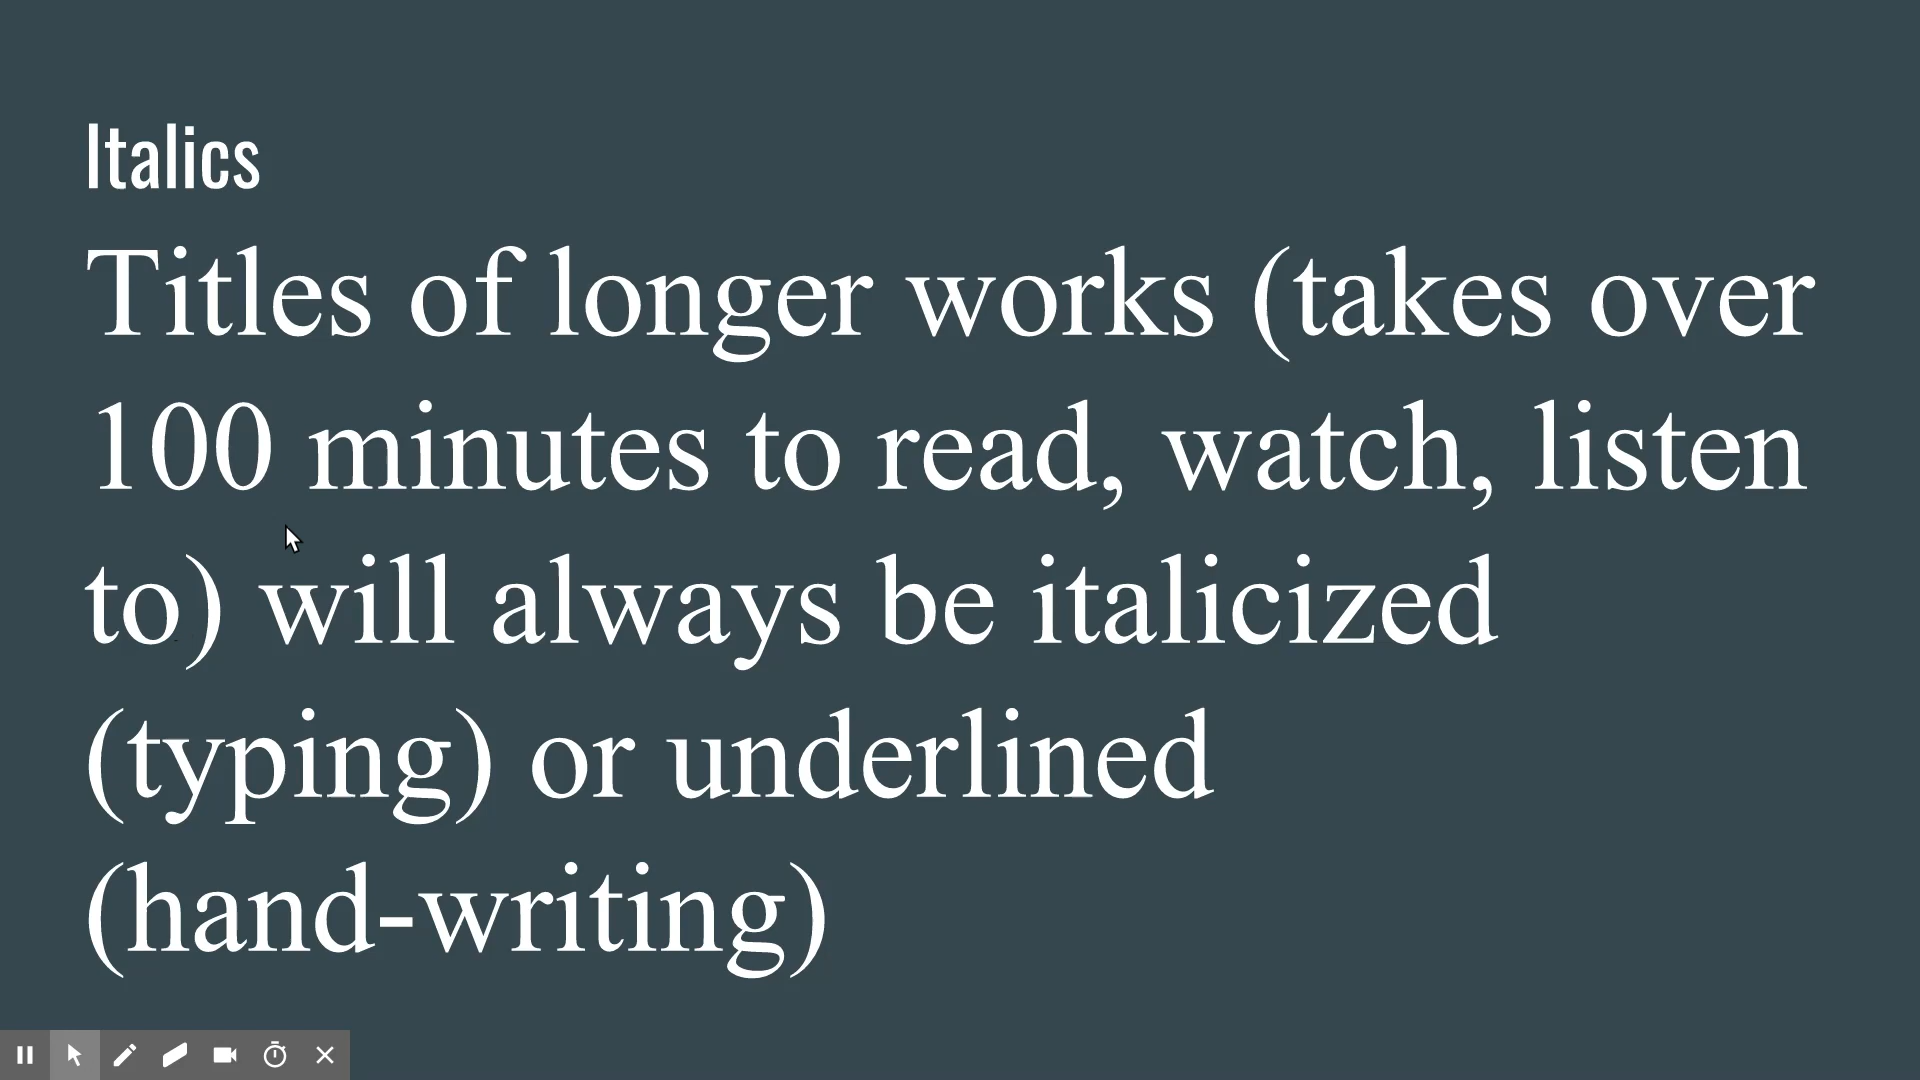 Italics
Titles of longer works (takes over
100 minutes to read, watch, listen
to) will always be italicized
(typing) or underlined
(hand-writing)